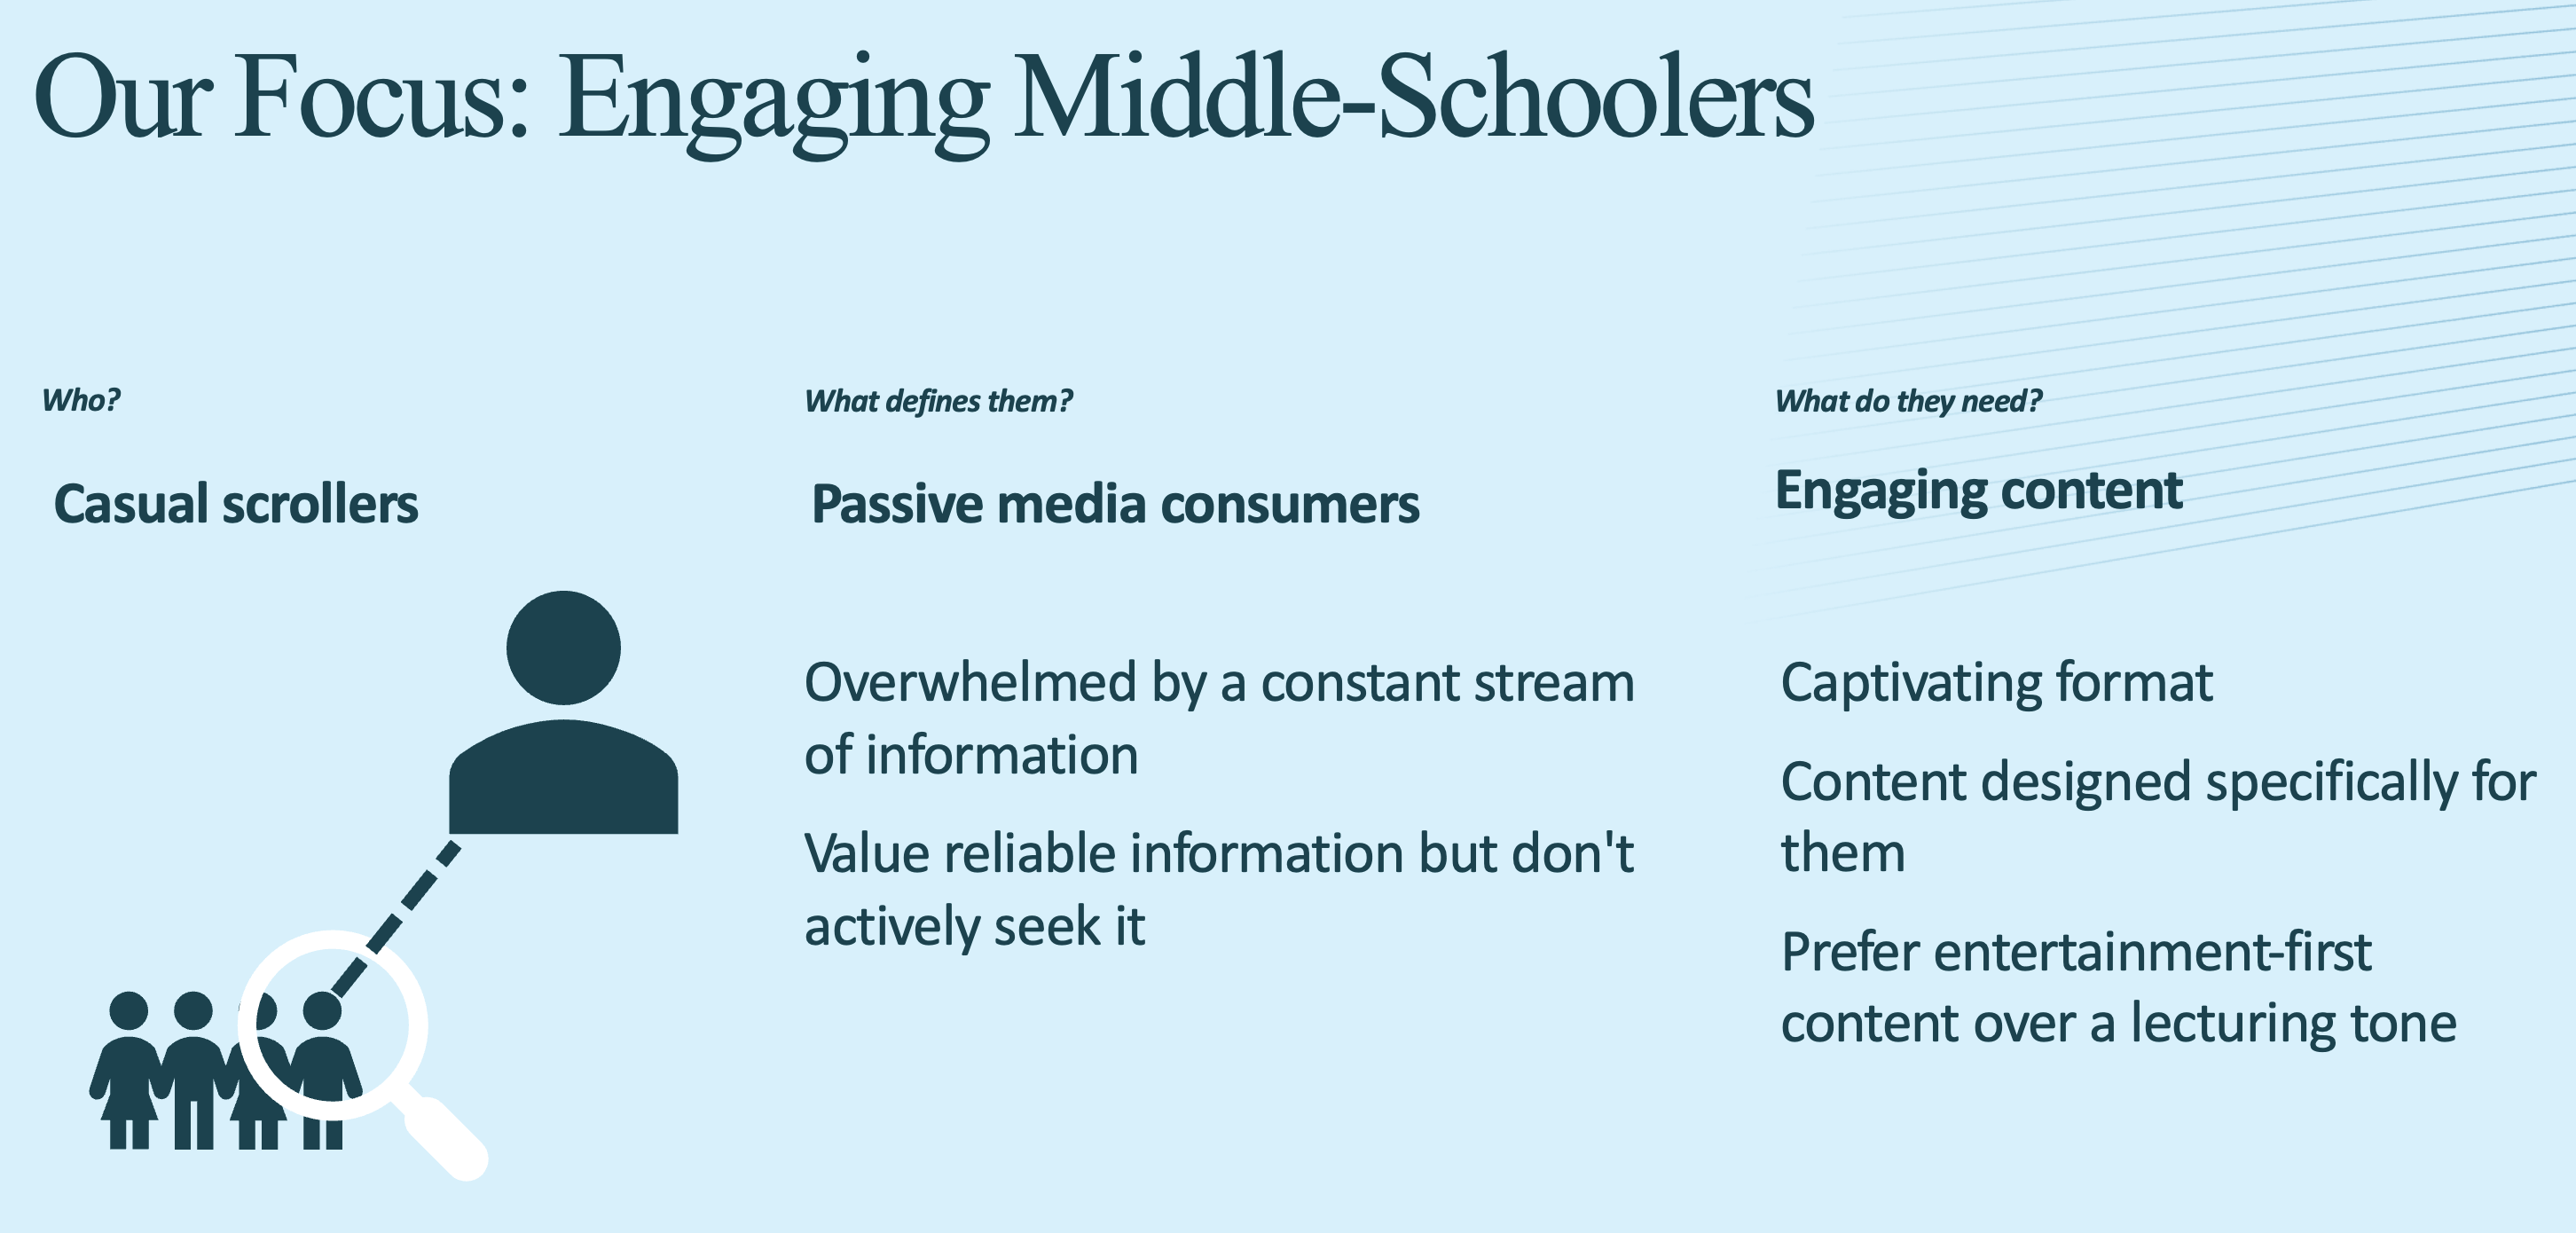 Our Focus: Engaging Middle-Schoolers
Who?
Casual scrollers
What defines them?
Passive media consumers
Overwhelmed by a constant stream
of information
Value reliable information but don't
actively seek it
What do they need?
Engaging content
Captivating format
Content designed specifically for
them
Prefer entertainment-first
content over a lecturing tone